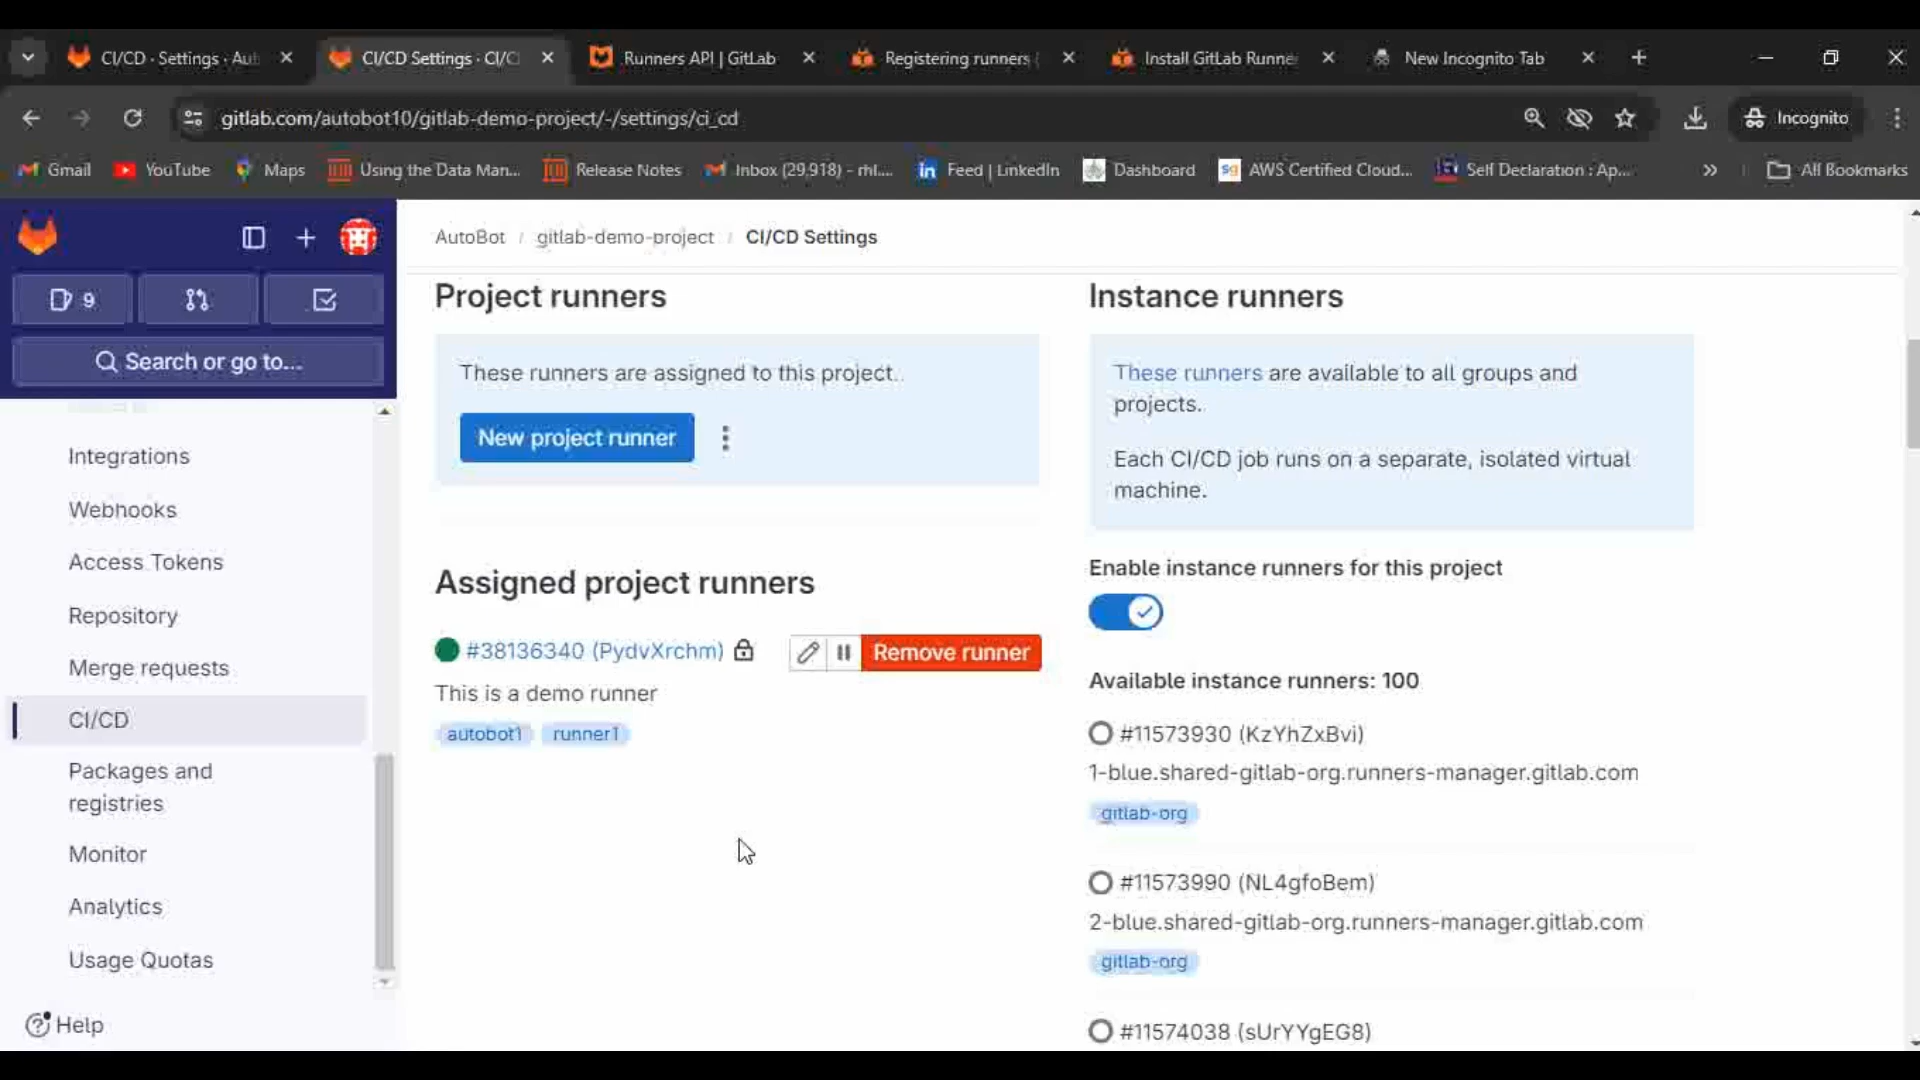 CI/CD · Settings · Aut
CI/CD Settings · CI/C
Runners API | GitLab
Registering runners
Install GitLab Runne
New Incognito Tab
gitlab.com/autobot10/gitlab-demo-project/-/settings/ci_cd
Incognito
Gmail
YouTube
Maps
Using the Data Man...
Release Notes
Inbox (29,918) - rhl....
Feed | LinkedIn
Dashboard
AWS Certified Cloud...
Self Declaration : Ap...
All Bookmarks
9
Search or go to...
Integrations
Webhooks
Access Tokens
Repository
Merge requests
CI/CD
Packages and
registries
Monitor
Analytics
Usage Quotas
Help
AutoBot / gitlab-demo-project / CI/CD Settings
Project runners
These runners are assigned to this project.
New project runner
Assigned project runners
#38136340 (PydvXrchm)
Remove runner
This is a demo runner
autobot1 runner1
Instance runners
These runners are available to all groups and
projects.
Each CI/CD job runs on a separate, isolated virtual
machine.
Enable instance runners for this project
Available instance runners: 100
#11573930 (KzYhZxBvi)
1-blue.shared-gitlab-org.runners-manager.gitlab.com
gitlab-org
#11573990 (NL4gfoBem)
2-blue.shared-gitlab-org.runners-manager.gitlab.com
gitlab-org
#11574038 (sUrYYgEG8)